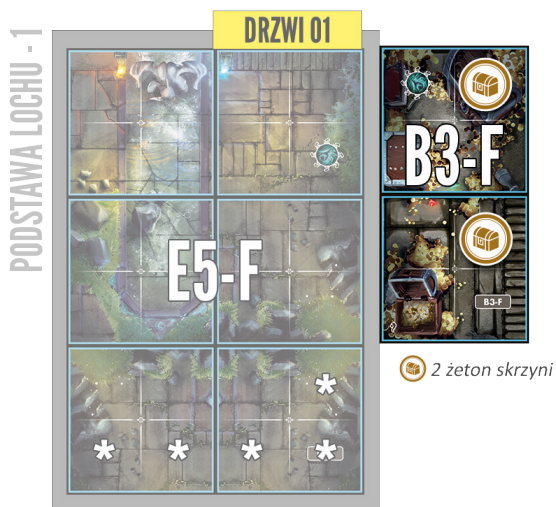 DRZWI 01
PODSTAWA LOCHU - 1
B3-F
E5-F
B3-F
* * * * *
2 żeton skrzyni